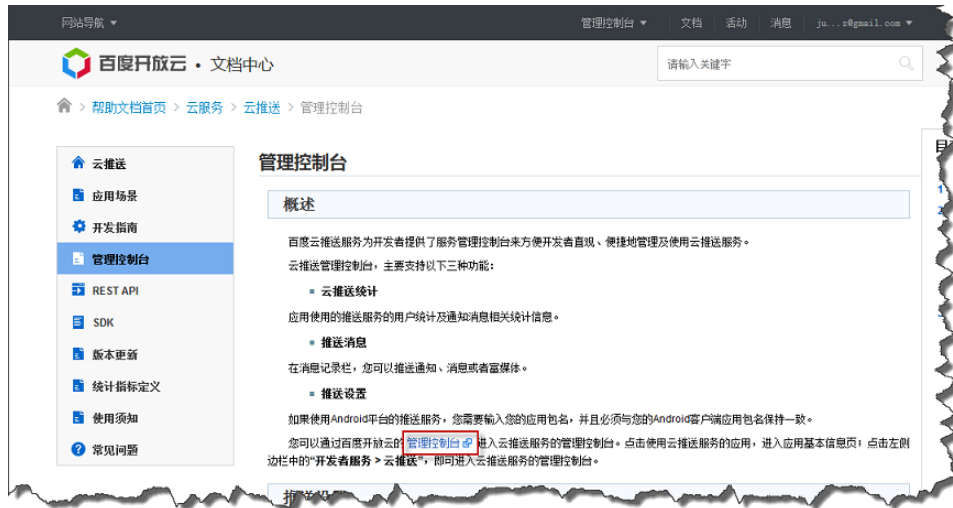 网站导航
管理控制台 文档 活动 消息 ju...z@gmail.com
百度开放云 · 文档中心
请输入关键字
> 帮助文档首页 > 云服务 > 云推送 > 管理控制台
云推送
应用场景
开发指南
管理控制台
REST API
SDK
版本更新
统计指标定义
使用须知
常见问题
管理控制台
概述
百度云推送服务为开发者提供了服务管理控制台来方便开发者直观、便捷地管理及使用云推送服务。
云推送管理控制台，主要支持以下三种功能：
云推送统计
应用使用的推送服务的用户统计及通知消息相关统计信息。
推送消息
在消息记录栏，您可以推送通知、消息或者富媒体。
推送设置
如果使用Android平台的推送服务，您需要输入您的应用包名，并且必须与您的Android客户端应用包名保持一致。
您可以通过百度开放云的 管理控制台 进入云推送服务的管理控制台。点击使用云推送服务的应用，进入应用基本信息页；点击左侧
边栏中的“开发者服务 > 云推送”，即可进入云推送服务的管理控制台。
1
2